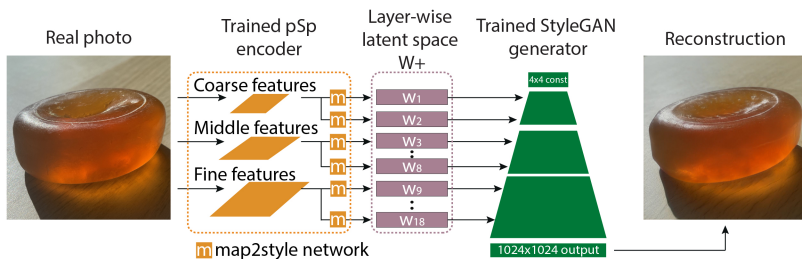 Real photo
Trained pSp
encoder
Layer-wise
latent space
W+
Trained StyleGAN
generator
Reconstruction
Coarse features
Middle features
Fine features
m
m
m
m
m
m
W1
W2
W3
W8
W9
W18
4x4 const
1024x1024 output
m map2style network